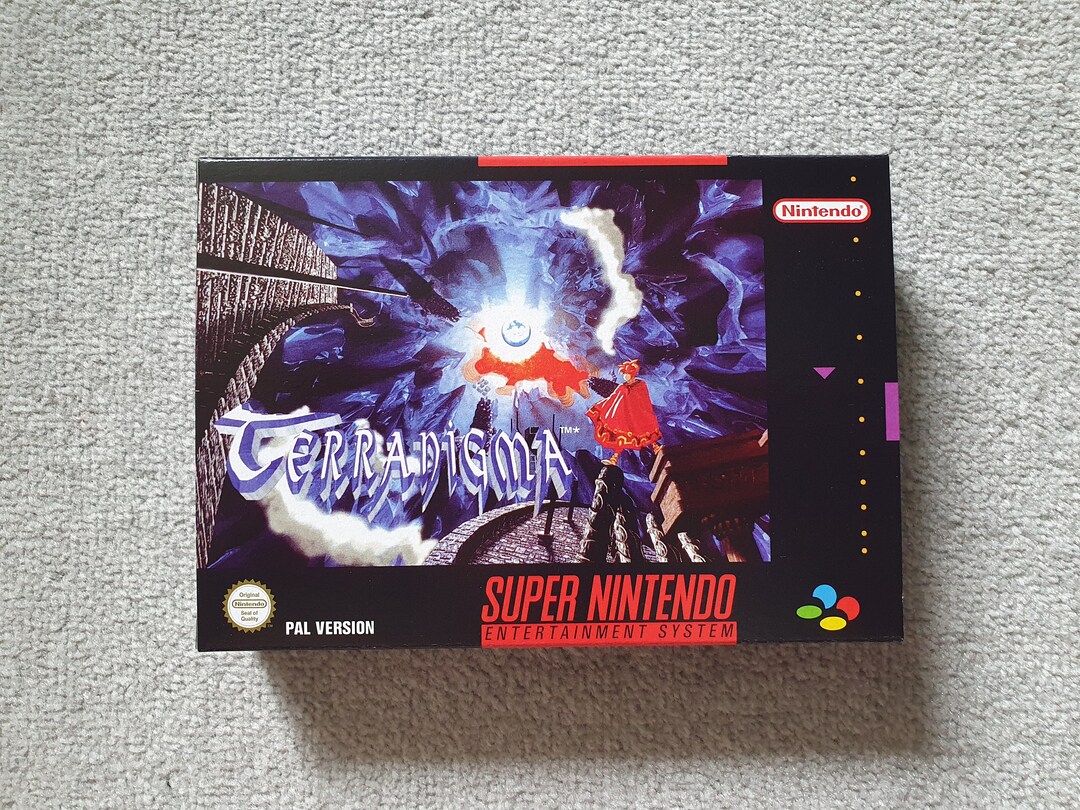 Nintendo®
TERRANIGMA™*
Original
Nintendo
Seal of
Quality
PAL VERSION
SUPER NINTENDO
ENTERTAINMENT SYSTEM